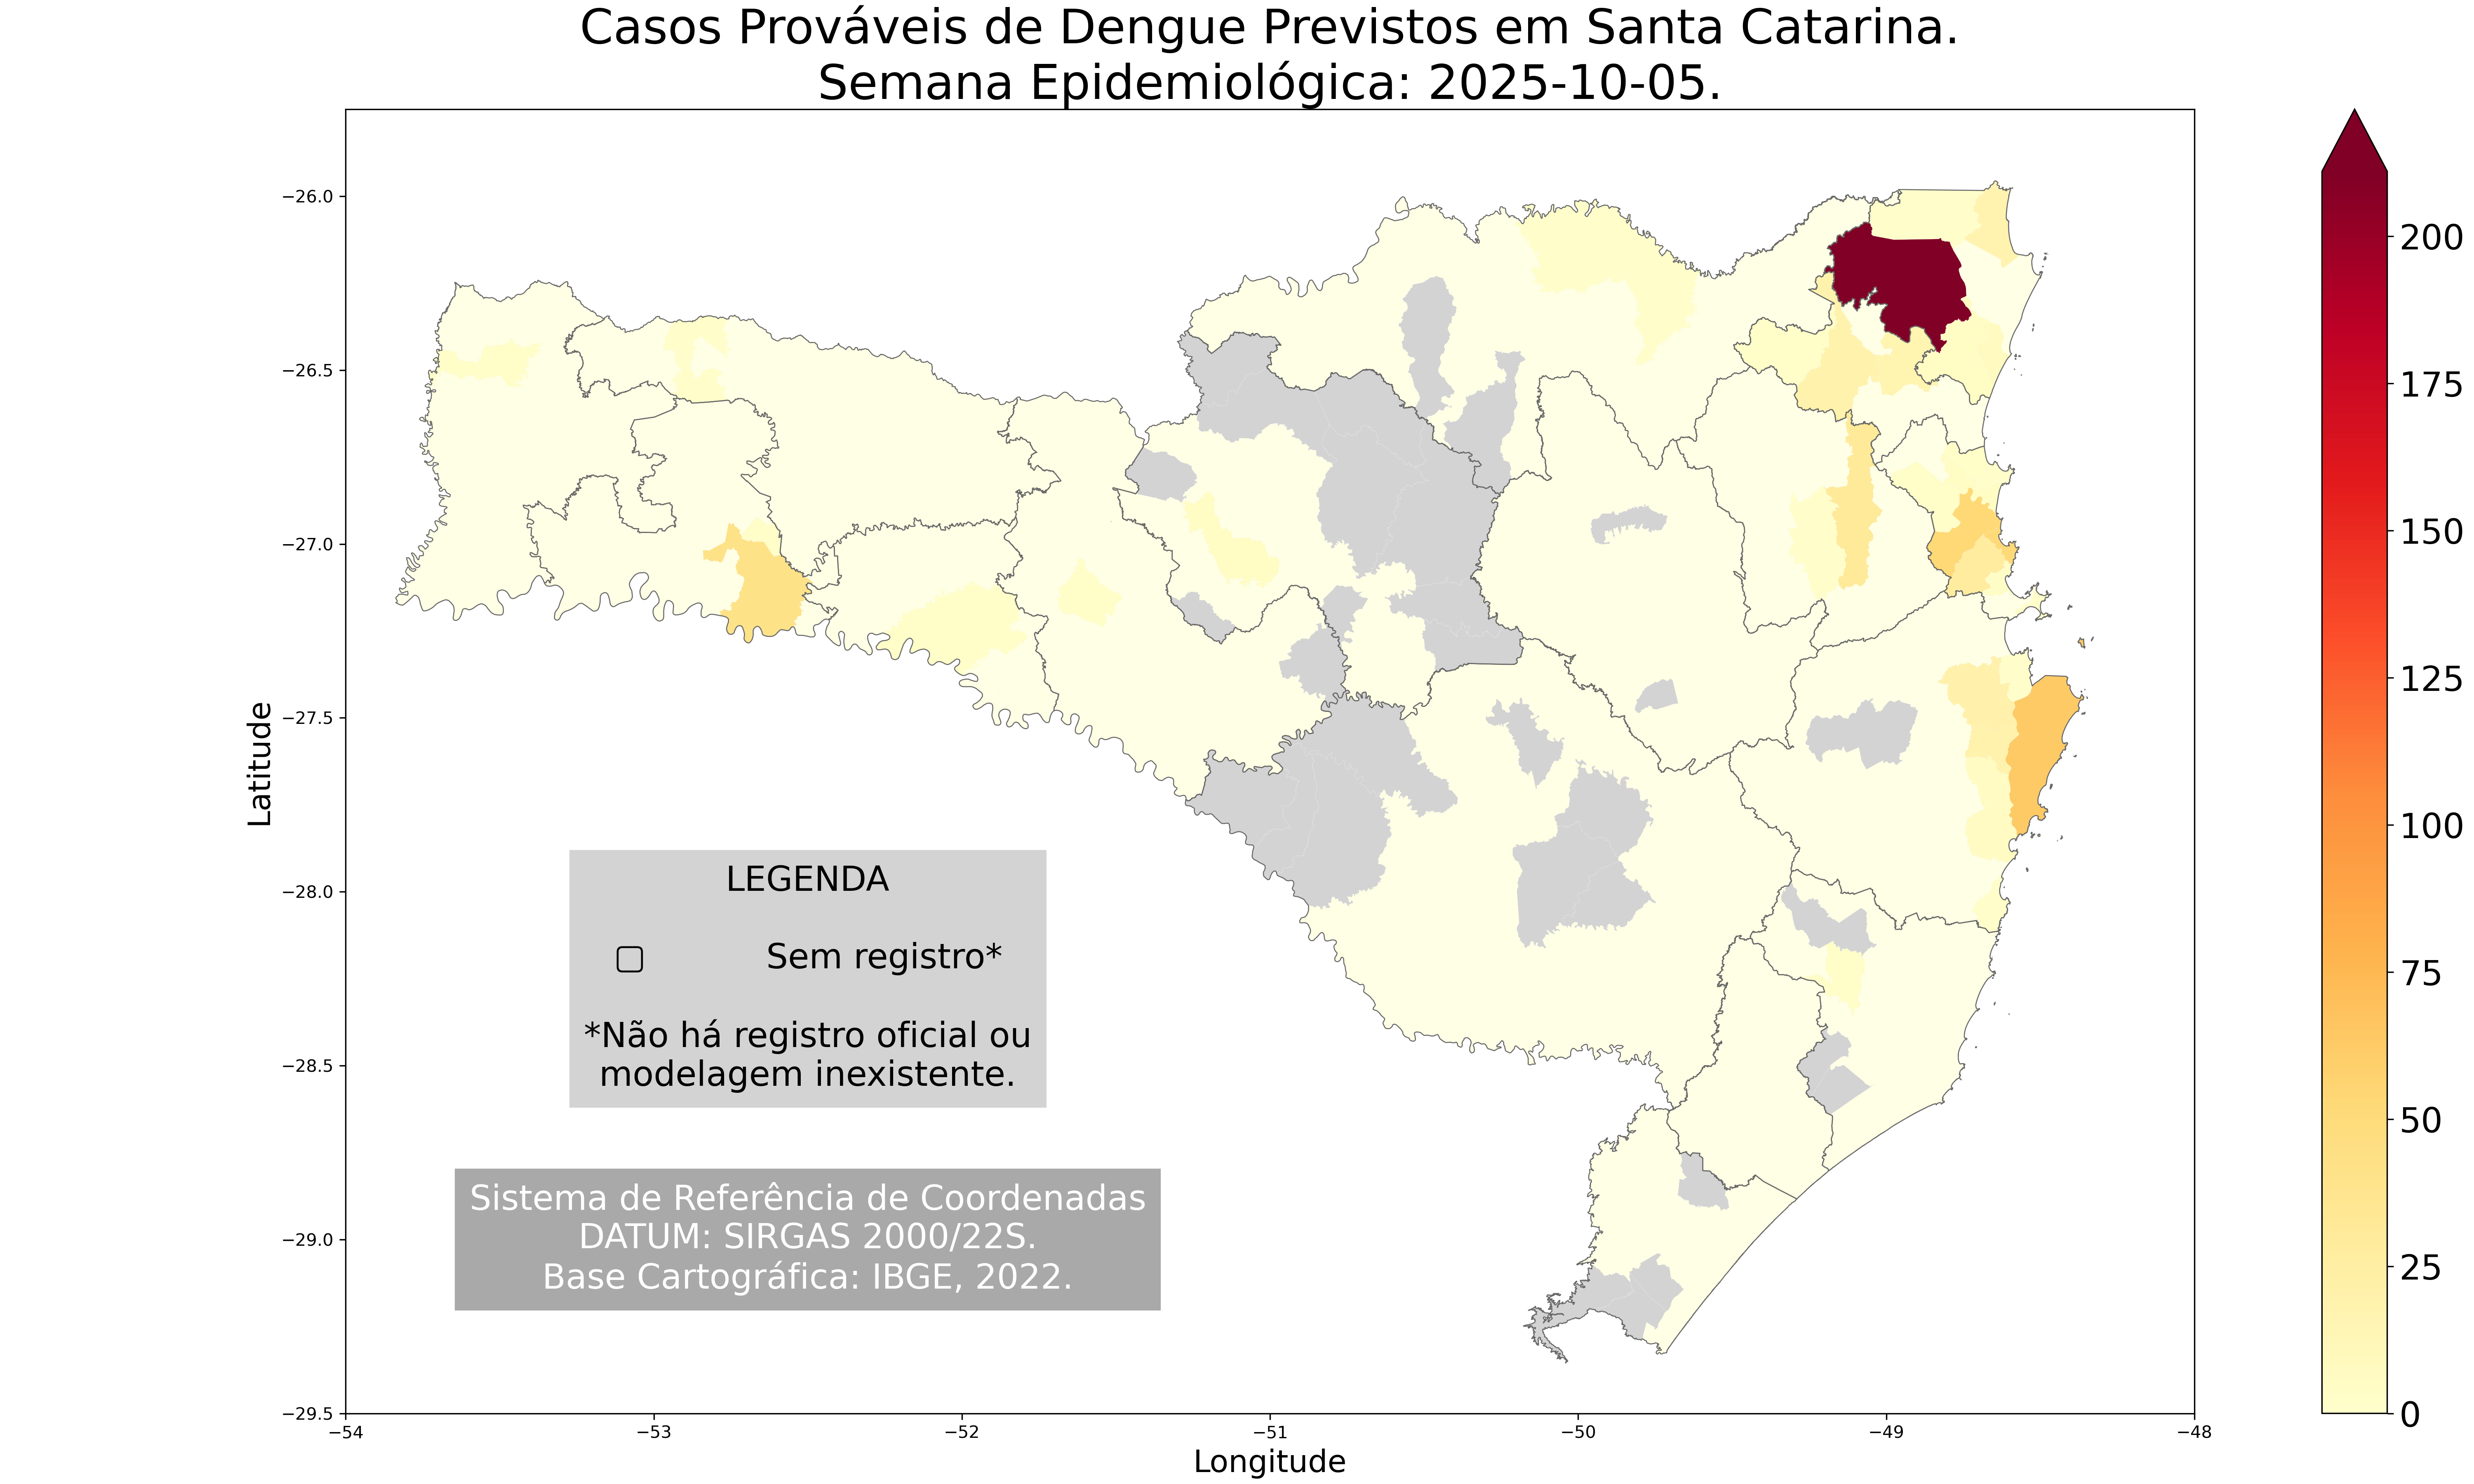 Casos Prováveis de Dengue Previstos em Santa Catarina.
Semana Epidemiológica: 2025-10-05.
−26.0
−26.5
−27.0
−27.5
−28.0
−28.5
−29.0
−29.5
Latitude
LEGENDA
Sem registro*
*Não há registro oficial ou
modelagem inexistente.
Sistema de Referência de Coordenadas
DATUM: SIRGAS 2000/22S.
Base Cartográfica: IBGE, 2022.
−54
−53
−52
−51
−50
−49
−48
Longitude
200
175
150
125
100
75
50
25
0